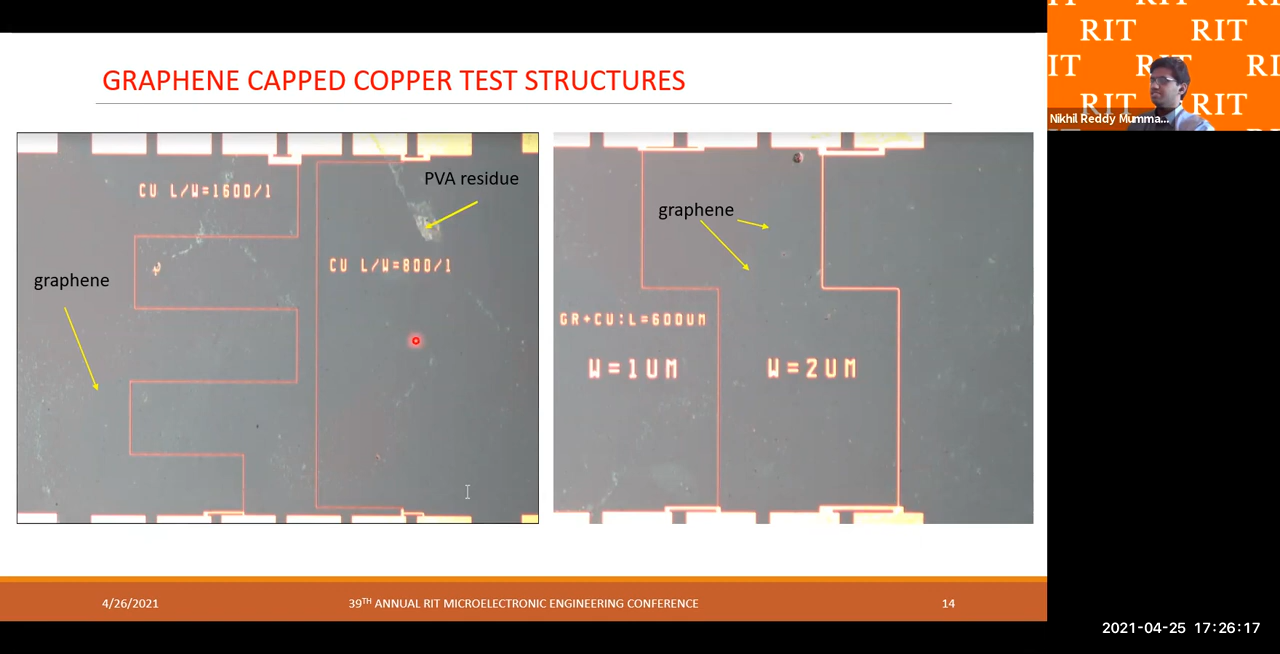 GRAPHENE CAPPED COPPER TEST STRUCTURES
CU L/W=1600/1
PVA residue
CU L/W=800/1
graphene
graphene
GR+CU:L=600UM
W=1UM
W=2UM
4/26/2021
39TH ANNUAL RIT MICROELECTRONIC ENGINEERING CONFERENCE
14
RIT RIT
IT RIT RI
RIT RIT
Nikhil Reddy Mumma...
2021-04-25 17:26:17